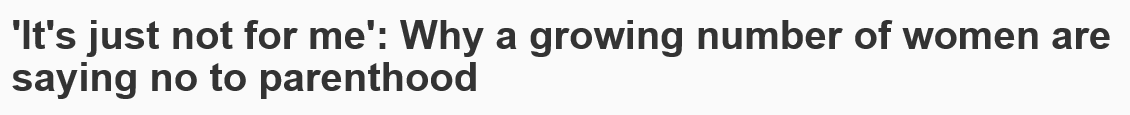 'It's just not for me': Why a growing number of women are
saying no to parenthood